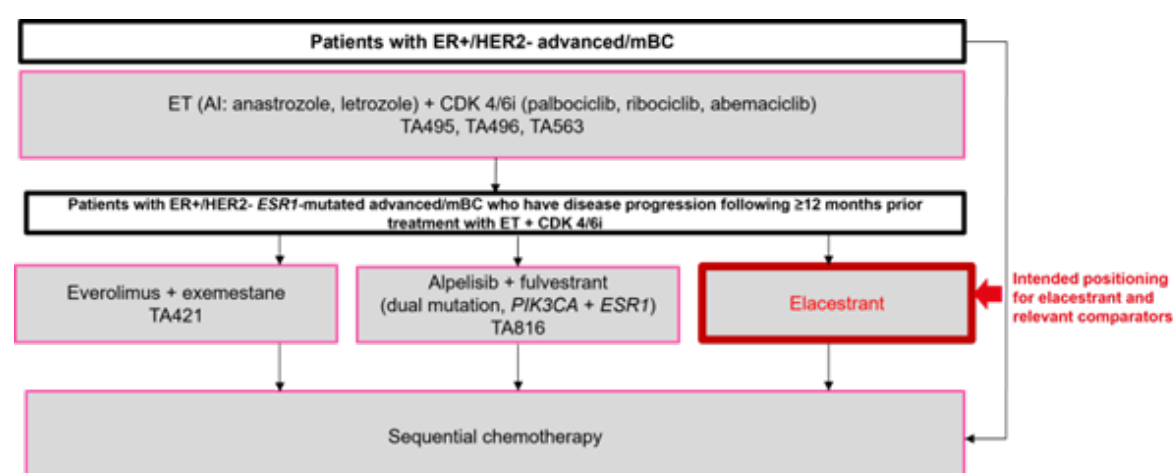 Patients with ER+/HER2- advanced/mBC
ET (AI: anastrozole, letrozole) + CDK 4/6i (palbociclib, ribociclib, abemaciclib)
TA495, TA496, TA563
Patients with ER+/HER2- ESR1-mutated advanced/mBC who have disease progression following ≥12 months prior
treatment with ET + CDK 4/6i
Everolimus + exemestane
TA421
Alpelisib + fulvestrant
(dual mutation, PIK3CA + ESR1)
TA816
Elacestrant
Intended positioning
for elacestrant and
relevant comparators
Sequential chemotherapy